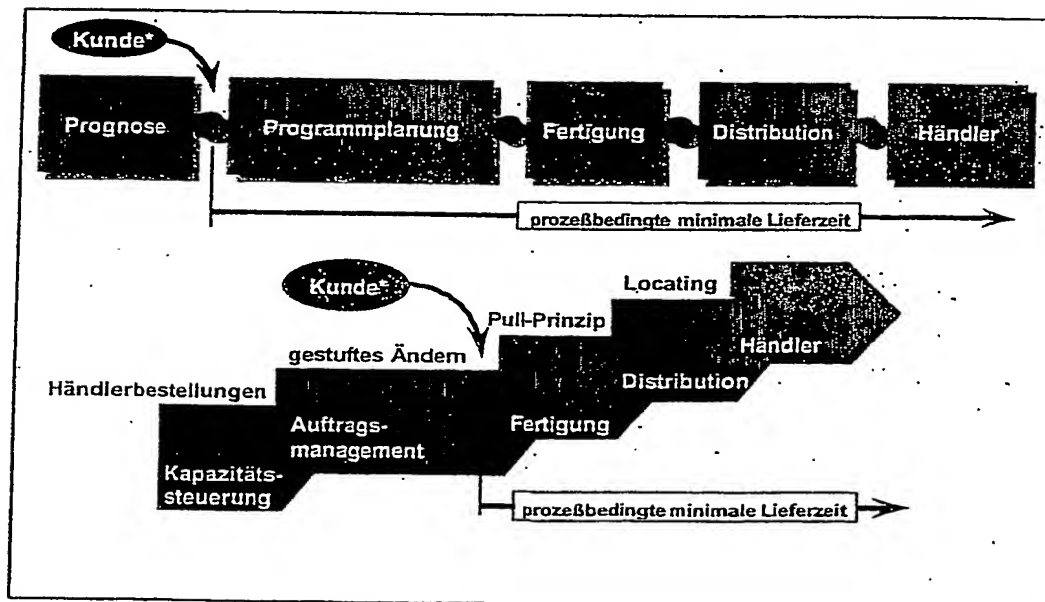 Kunde*
Prognose
Programmplanung
Fertigung
Distribution
Händler
prozeßbedingte minimale Lieferzeit
Kunde*
Locating
Pull-Prinzip
Händler
gestuftes Ändern
Distribution
Händlerbestellungen
Auftrags-
management
Fertigung
Kapazitäts-
steuerung
prozeßbedingte minimale Lieferzeit